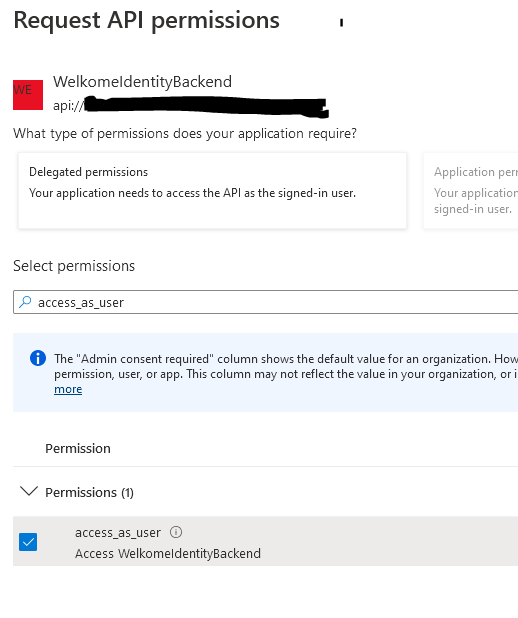 Request API permissions
WE
WelkomeIdentityBackend
api://
What type of permissions does your application require?
Delegated permissions
Your application needs to access the API as the signed-in user.
Application per
Your application
signed-in user.
Select permissions
access_as_user
The "Admin consent required" column shows the default value for an organization. How
permission, user, or app. This column may not reflect the value in your organization, or i
more
Permission
Permissions (1)
access_as_user
Access WelkomeIdentityBackend